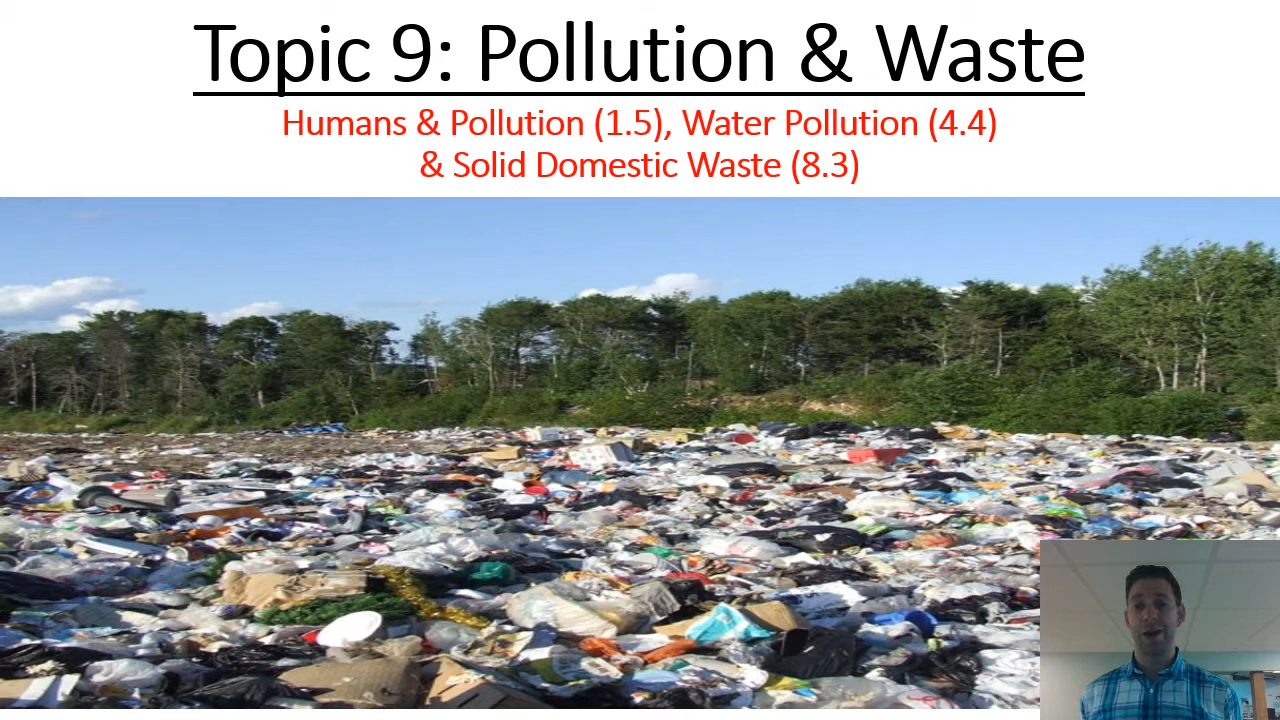 Topic 9: Pollution & Waste
Humans & Pollution (1.5), Water Pollution (4.4)
& Solid Domestic Waste (8.3)